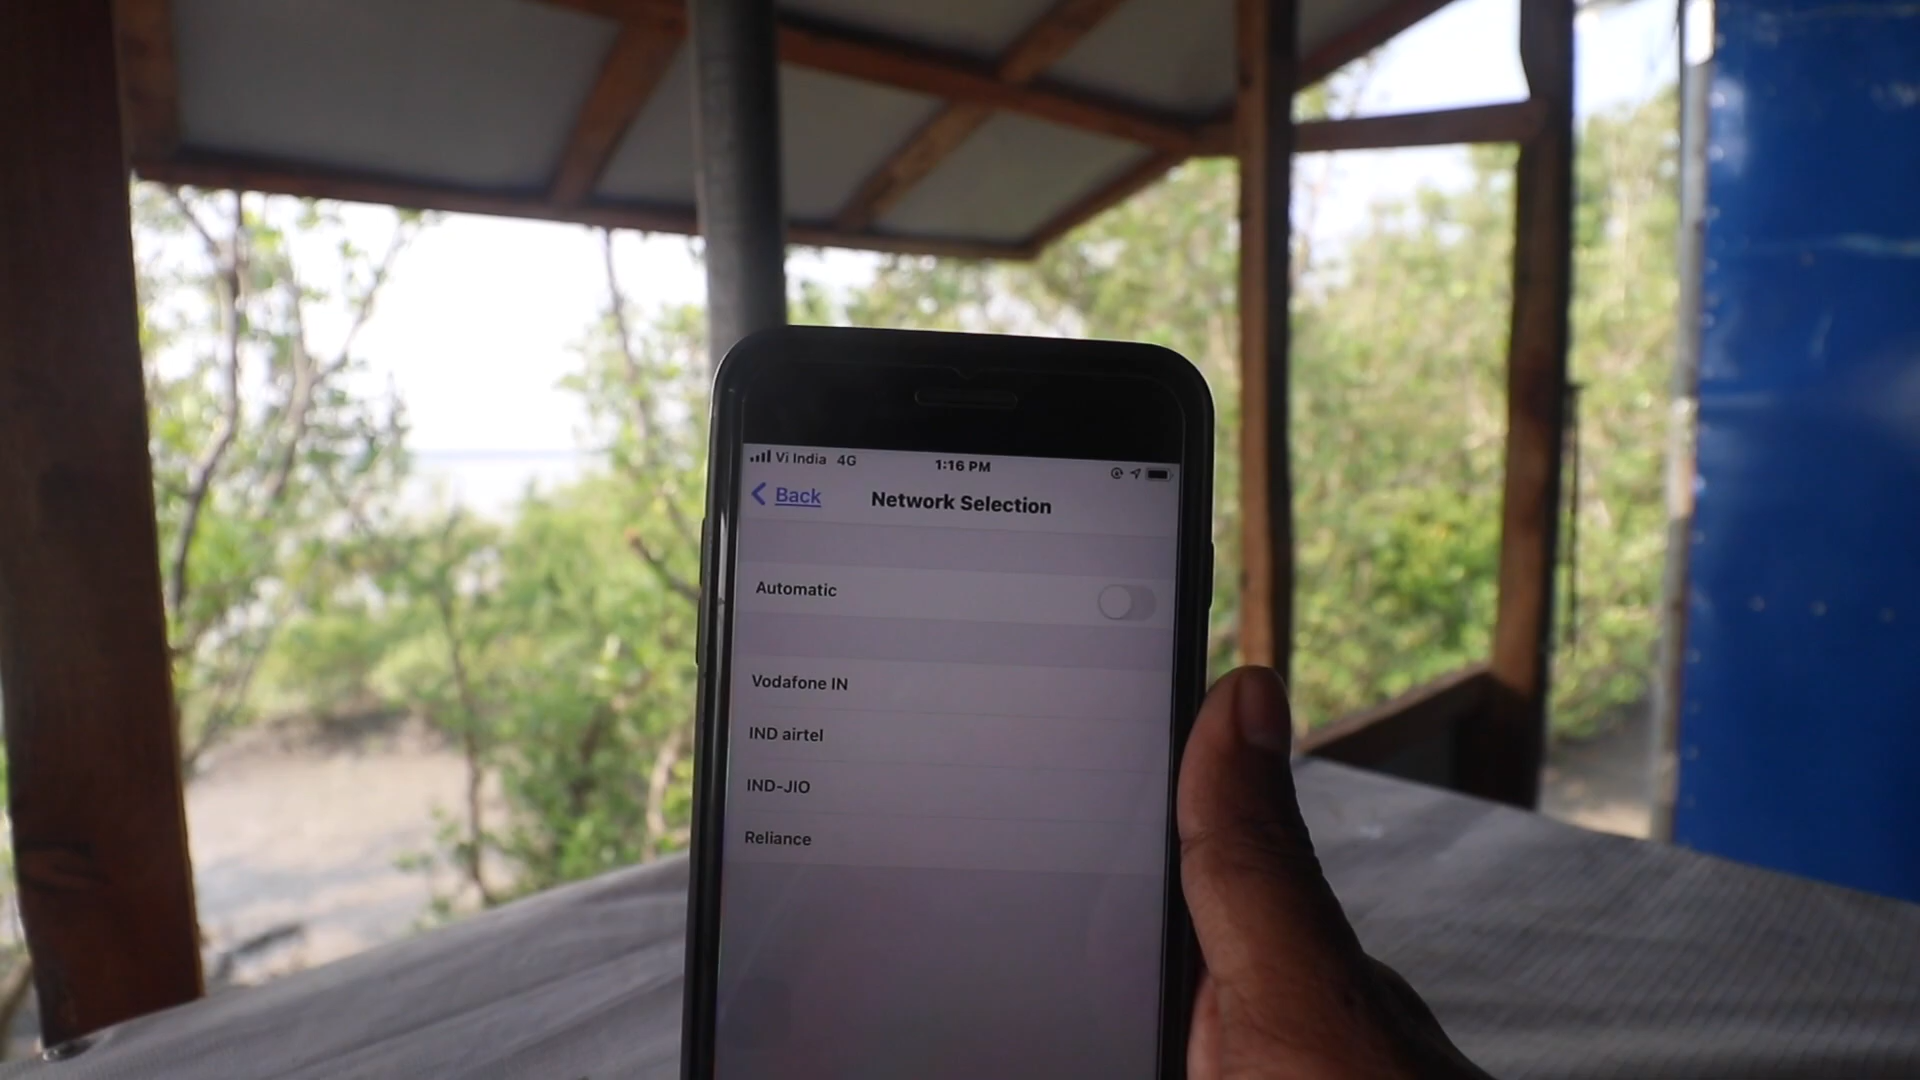 Vi India 4G 1:16 PM
Back Network Selection
Automatic
Vodafone IN
IND airtel
IND-JIO
Reliance